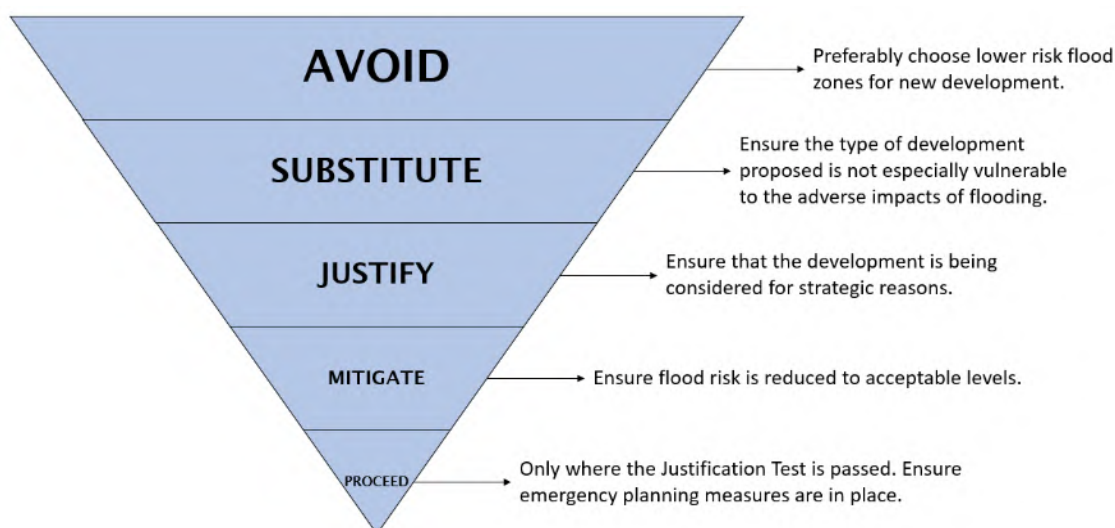 AVOID
Preferably choose lower risk flood
zones for new development.
SUBSTITUTE
Ensure the type of development
proposed is not especially vulnerable
to the adverse impacts of flooding.
JUSTIFY
Ensure that the development is being
considered for strategic reasons.
MITIGATE
Ensure flood risk is reduced to acceptable levels.
PROCEED
Only where the Justification Test is passed. Ensure
emergency planning measures are in place.